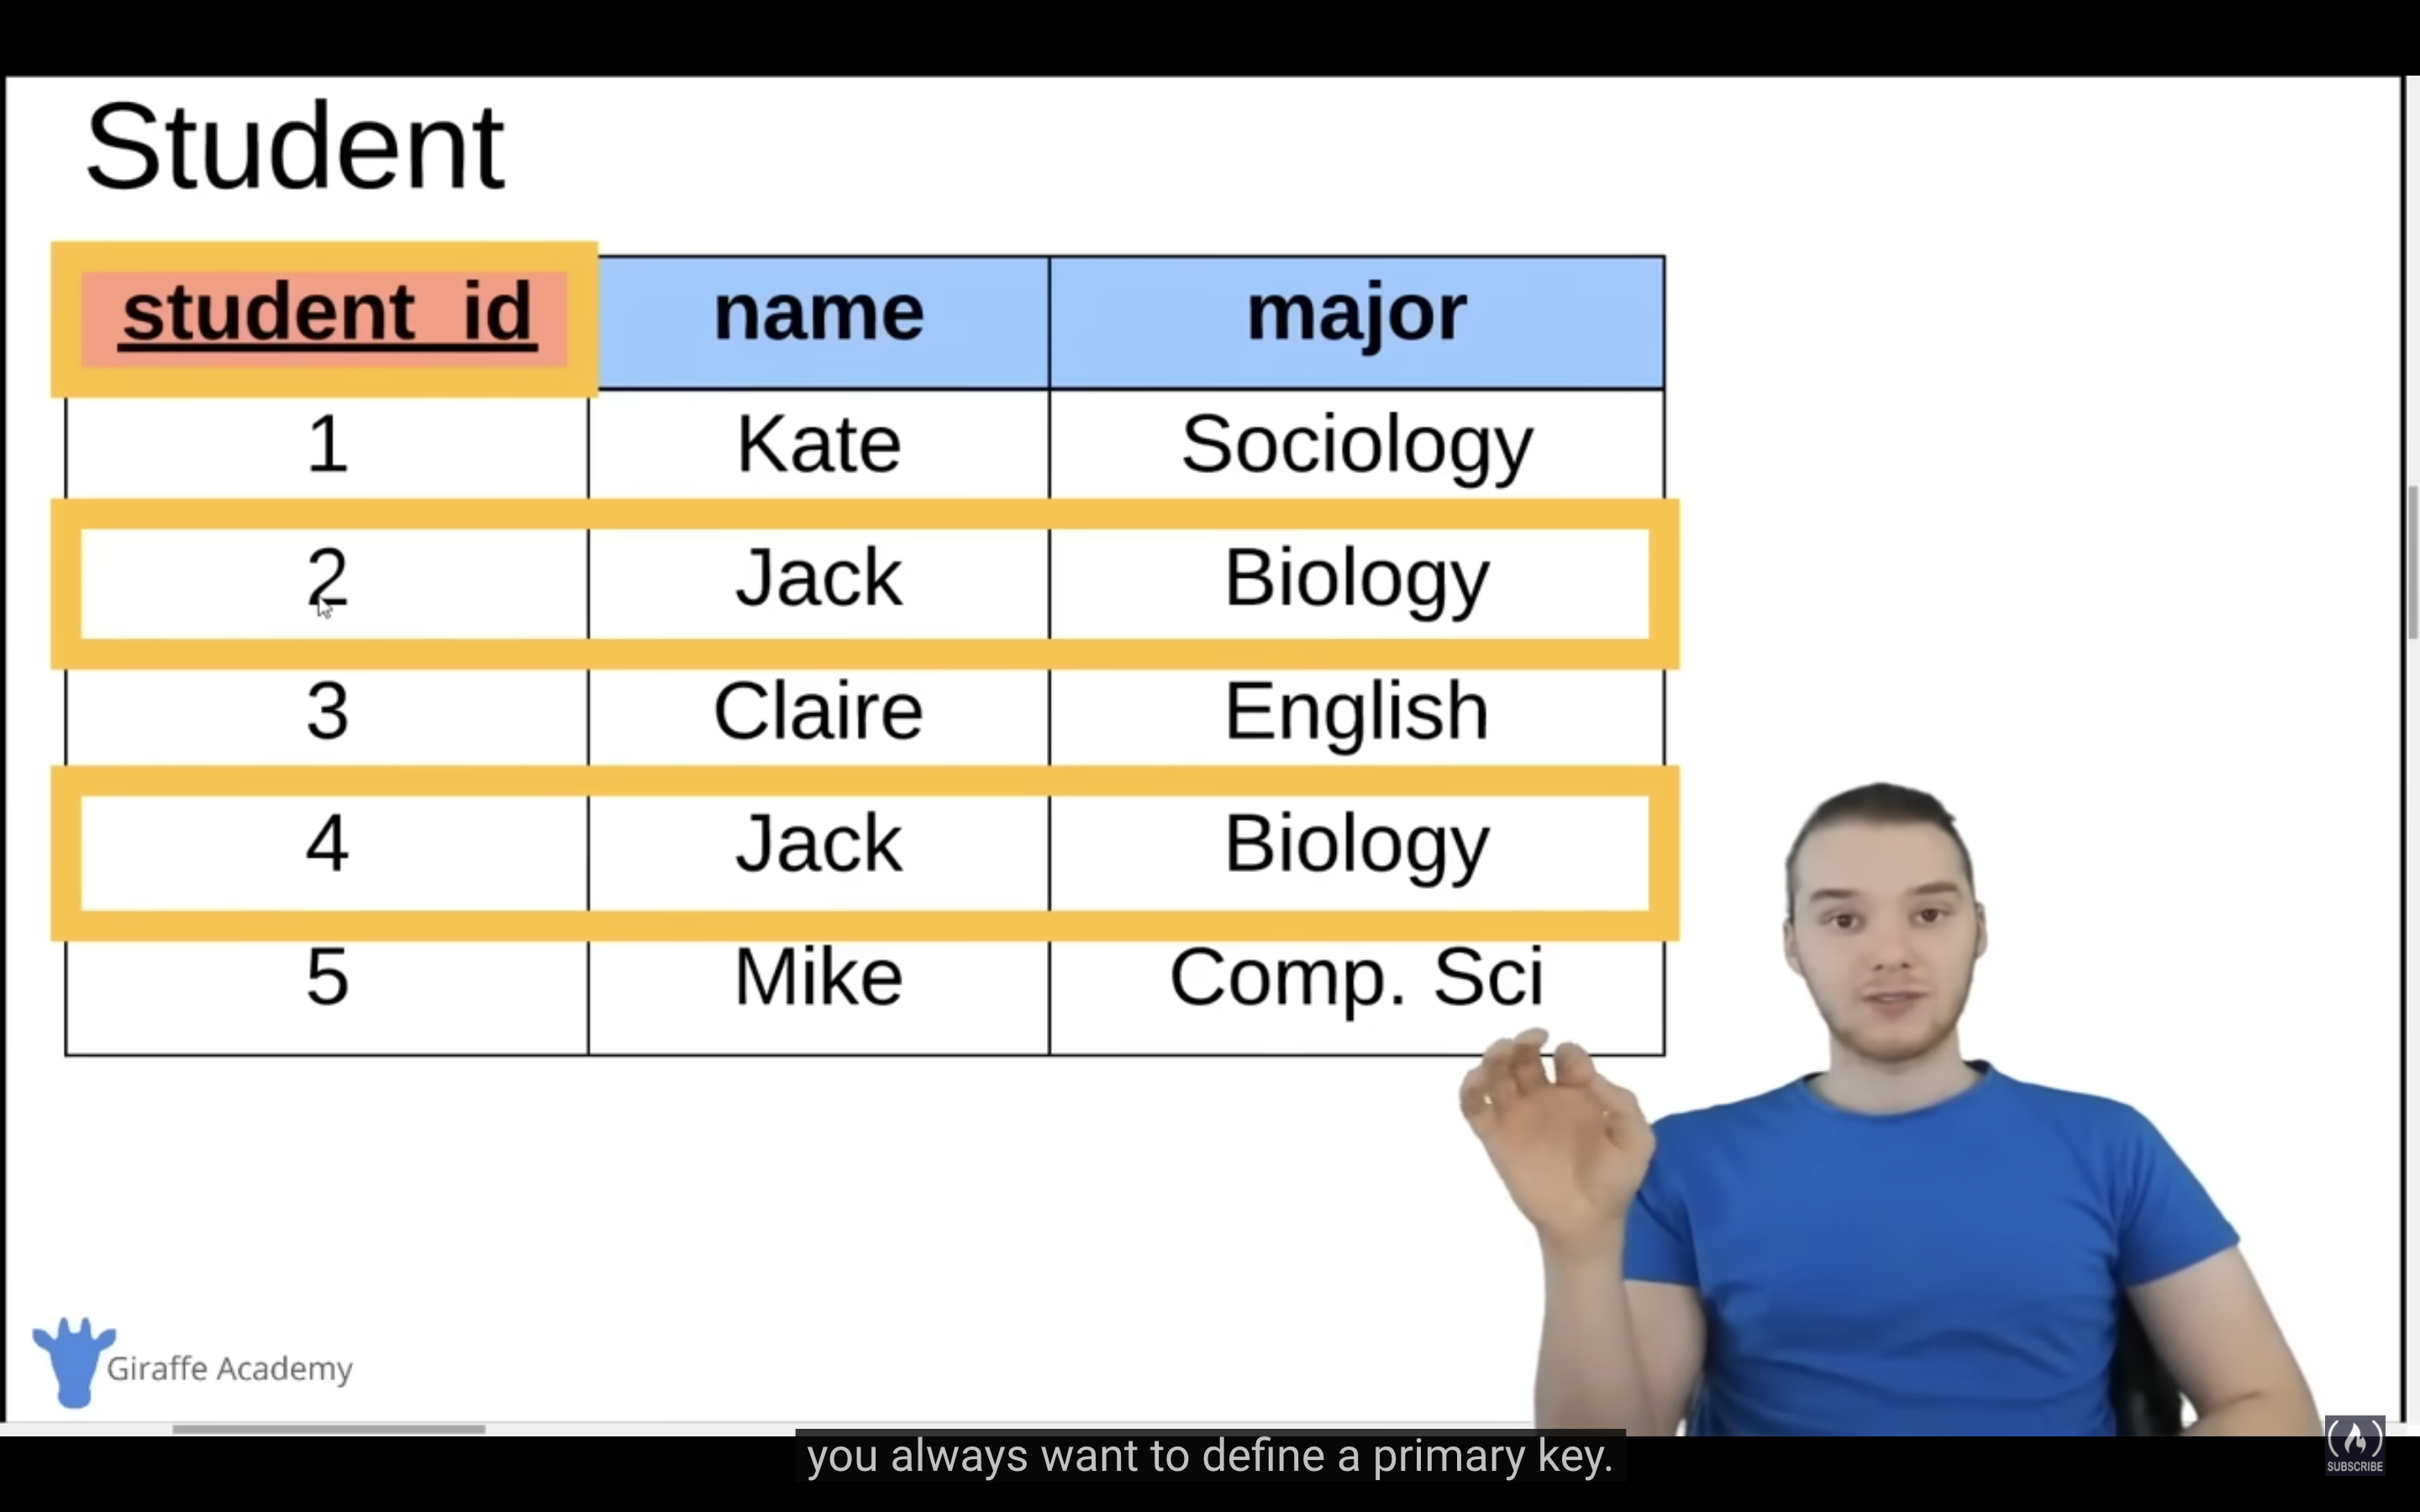 Student
student_id name major
1 Kate Sociology
2 Jack Biology
3 Claire English
4 Jack Biology
5 Mike Comp. Sci
Giraffe Academy
you always want to define a primary key.
SUBSCRIBE